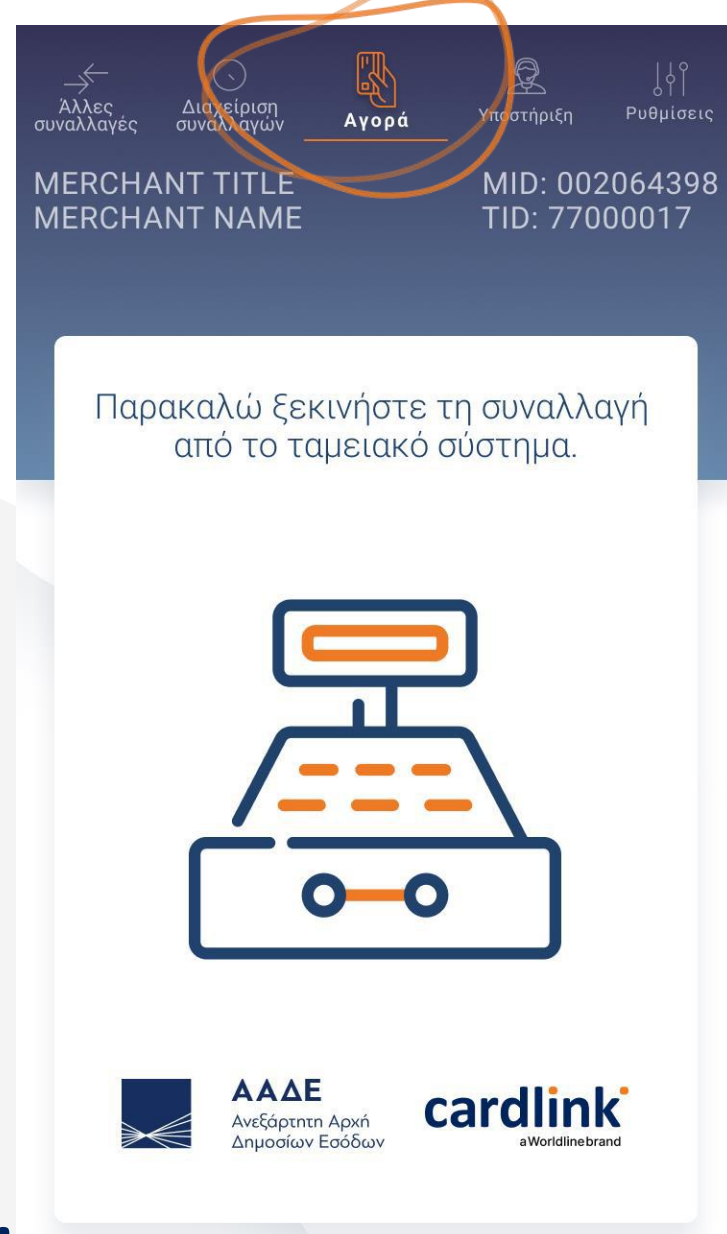 Άλλες
συναλλαγές
Διαχείριση
συναλλαγών
Αγορά
Υποστήριξη
Ρυθμίσεις
MERCHANT TITLE
MERCHANT NAME
MID: 002064398
TID: 77000017
Παρακαλώ ξεκινήστε τη συναλλαγή
από το ταμειακό σύστημα.
ΑΑΔΕ
Ανεξάρτητη Αρχή
Δημοσίων Εσόδων
cardlink
a Worldline brand